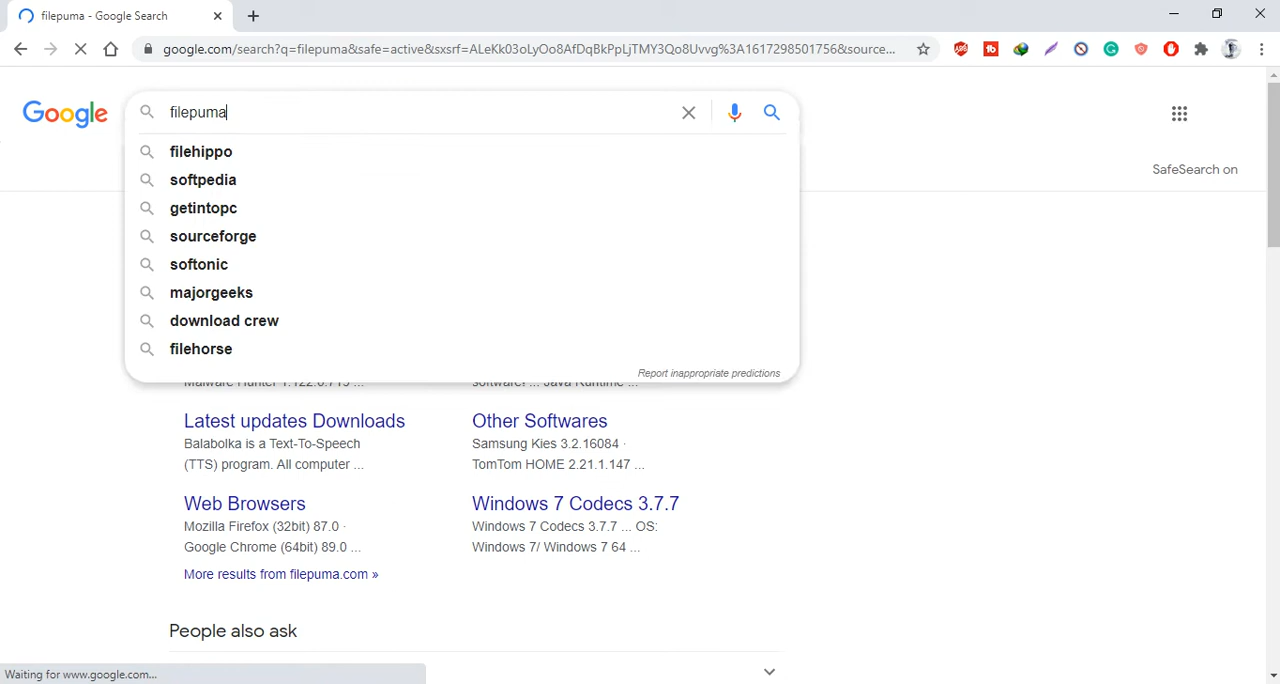 filepuma - Google Search
google.com/search?q=filepuma&safe=active&sxsrf=ALeKk03oLyOo8AfDqBkPpLjTMY3Qo8Uvvg%3A1617298501756&source...
Google
filepuma
filehippo
softpedia
getintopc
sourceforge
softonic
majorgeeks
download crew
filehorse
Report inappropriate predictions
SafeSearch on
Malware Hunter 1.122.0.715 ...
software! ... Java Runtime ...
Latest updates Downloads
Balabolka is a Text-To-Speech
(TTS) program. All computer ...
Other Softwares
Samsung Kies 3.2.16084 ·
TomTom HOME 2.21.1.147 ...
Web Browsers
Mozilla Firefox (32bit) 87.0 ·
Google Chrome (64bit) 89.0 ...
Windows 7 Codecs 3.7.7
Windows 7 Codecs 3.7.7 ... OS:
Windows 7/ Windows 7 64 ...
More results from filepuma.com »
People also ask
Waiting for www.google.com...